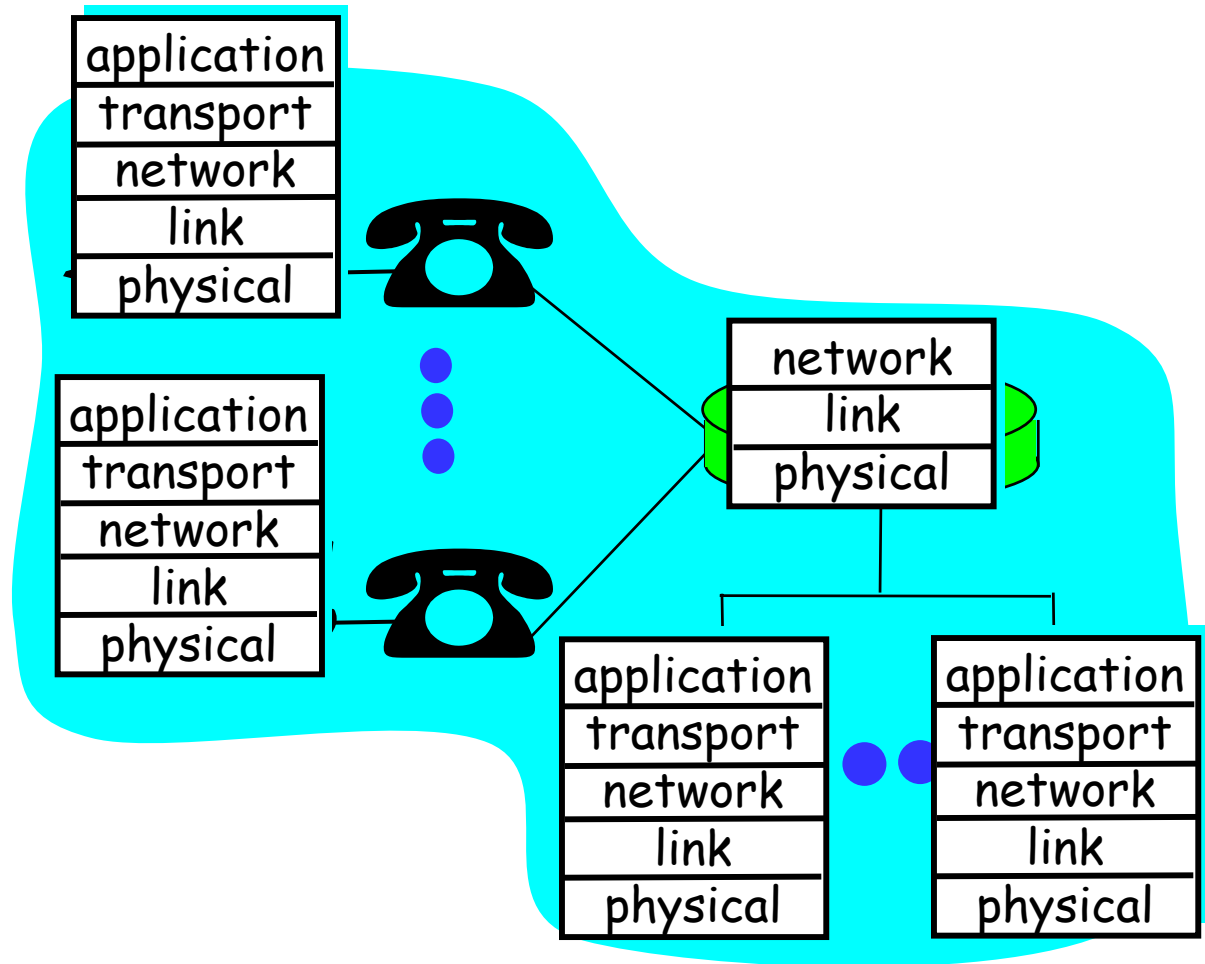 application
transport
network
link
physical
application
transport
network
link
physical
network
link
physical
application
transport
network
link
physical
application
transport
network
link
physical